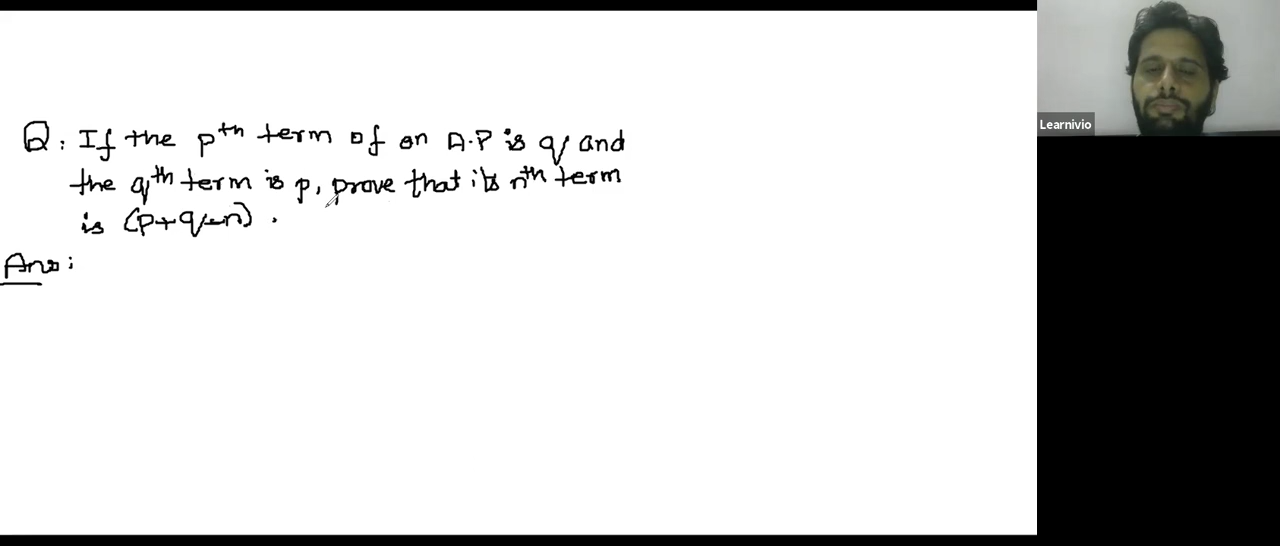 Q: If the pth term of an A.P is q and
the qth term is p, prove that it's nth term
is (p+q-n).
Ans:
Learnivio